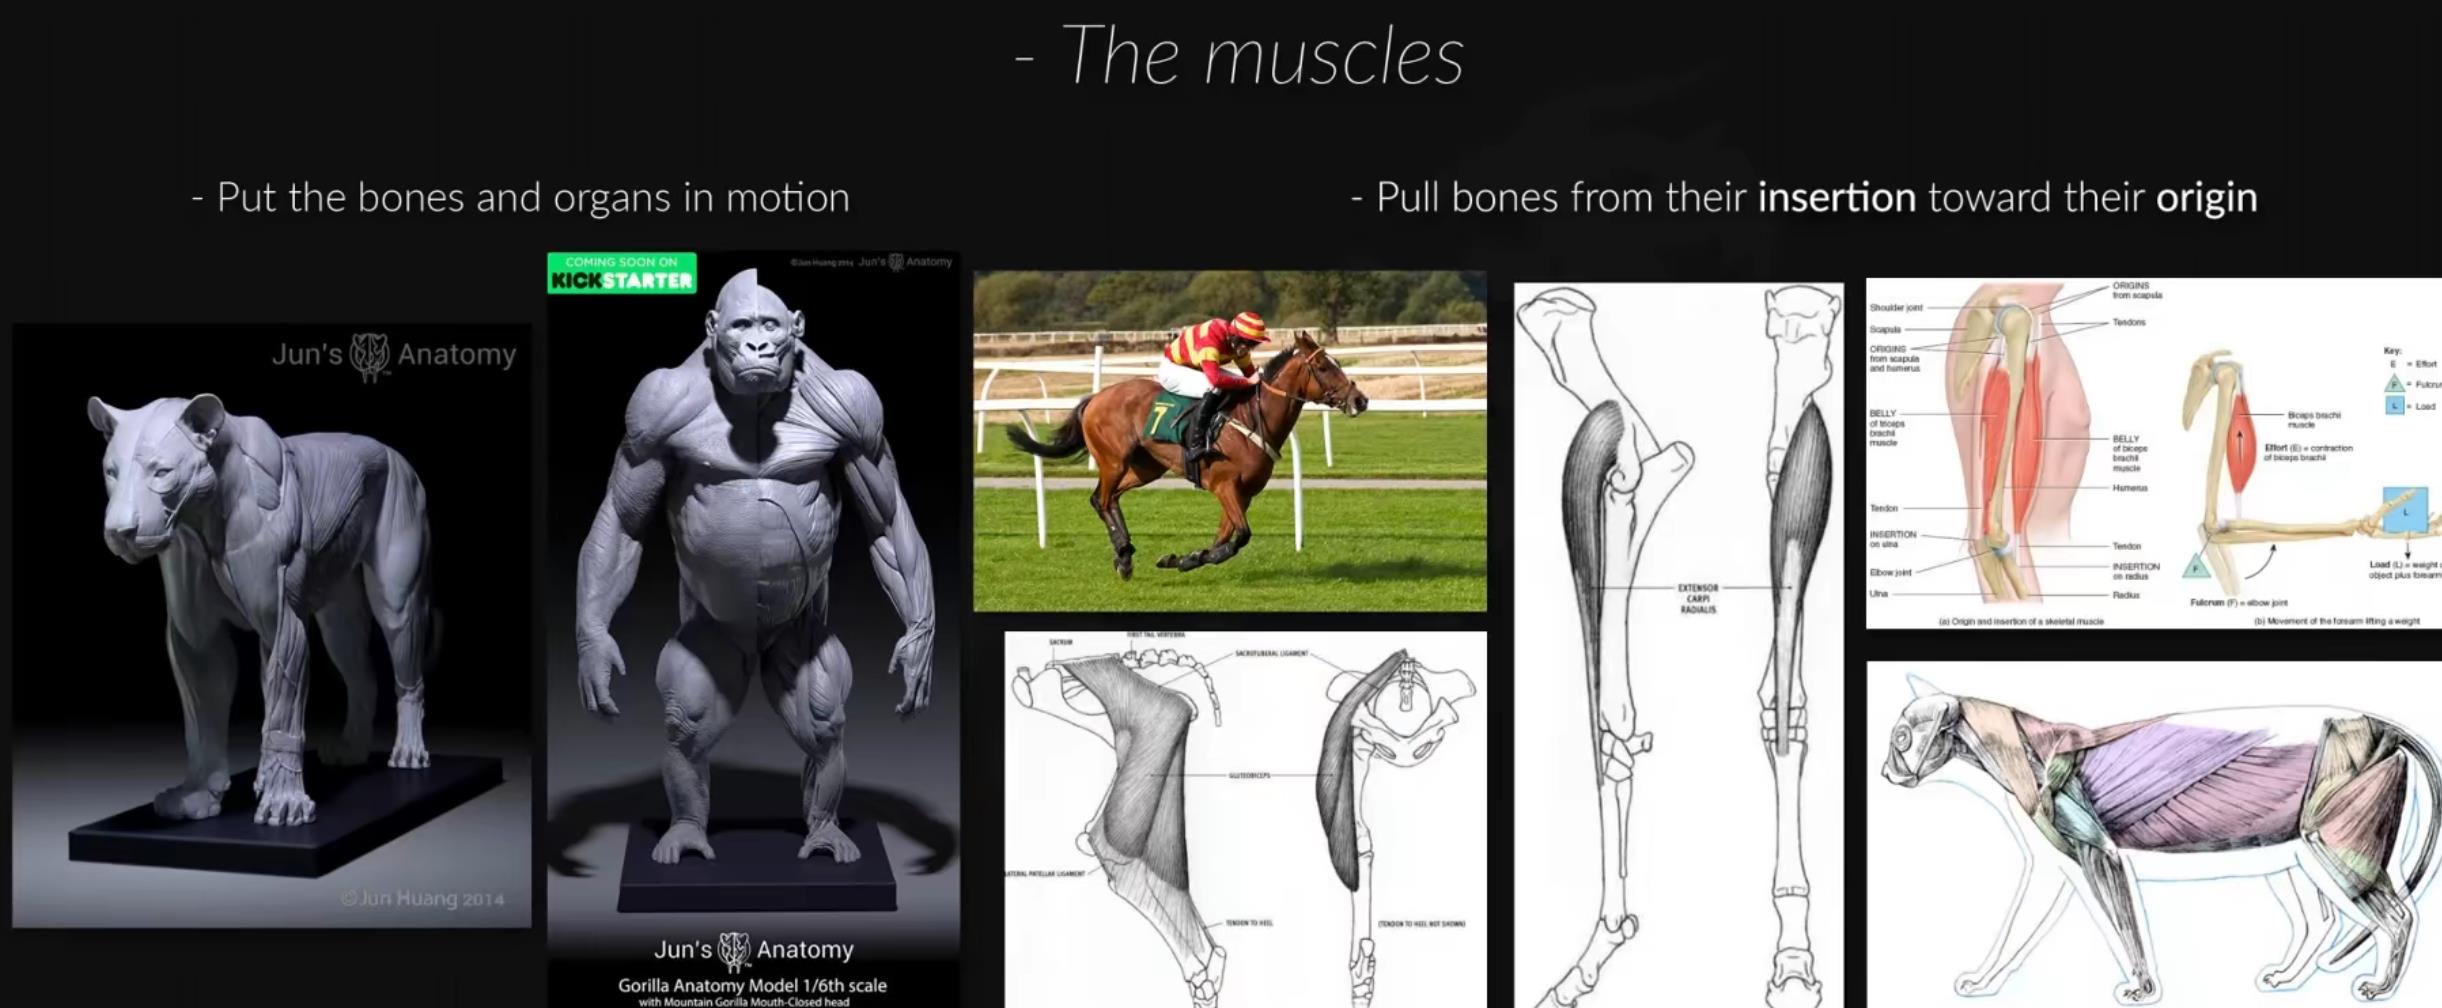 - The muscles
- Put the bones and organs in motion
- Pull bones from their insertion toward their origin
Jun's Anatomy
©Jun Huang 2014
COMING SOON ON
KICKSTARTER
©Jun Huang 2014 Jun's Anatomy
Jun's Anatomy
Gorilla Anatomy Model 1/6th scale
with Mountain Gorilla Mouth-Closed head
7
SACRUM
FIRST TAIL VERTEBRA
SACROTUBERAL LIGAMENT
GLUTEOBICEPS
LATERAL PATELLAR LIGAMENT
TENDON TO HEEL
(TENDON TO HEEL NOT SHOWN)
EXTENSOR
CARPI
RADIALIS
Shoulder joint
Scapula
ORIGINS
from scapula
and humerus
BELLY
of triceps
brachii
muscle
Tendon
INSERTION
on ulna
Elbow joint
Ulna
ORIGINS
from scapula
Tendons
BELLY
of biceps
brachii
muscle
Humerus
Tendon
INSERTION
on radius
Radius
(a) Origin and insertion of a skeletal muscle
Key:
E = Effort
F =
L = Load
Biceps brachii
muscle
Effort (E) = contraction
of biceps brachii
L
F
Load (L) = weight
object plus forearm
Fulcrum (F) = elbow joint
(b) Movement of the forearm lifting a weight